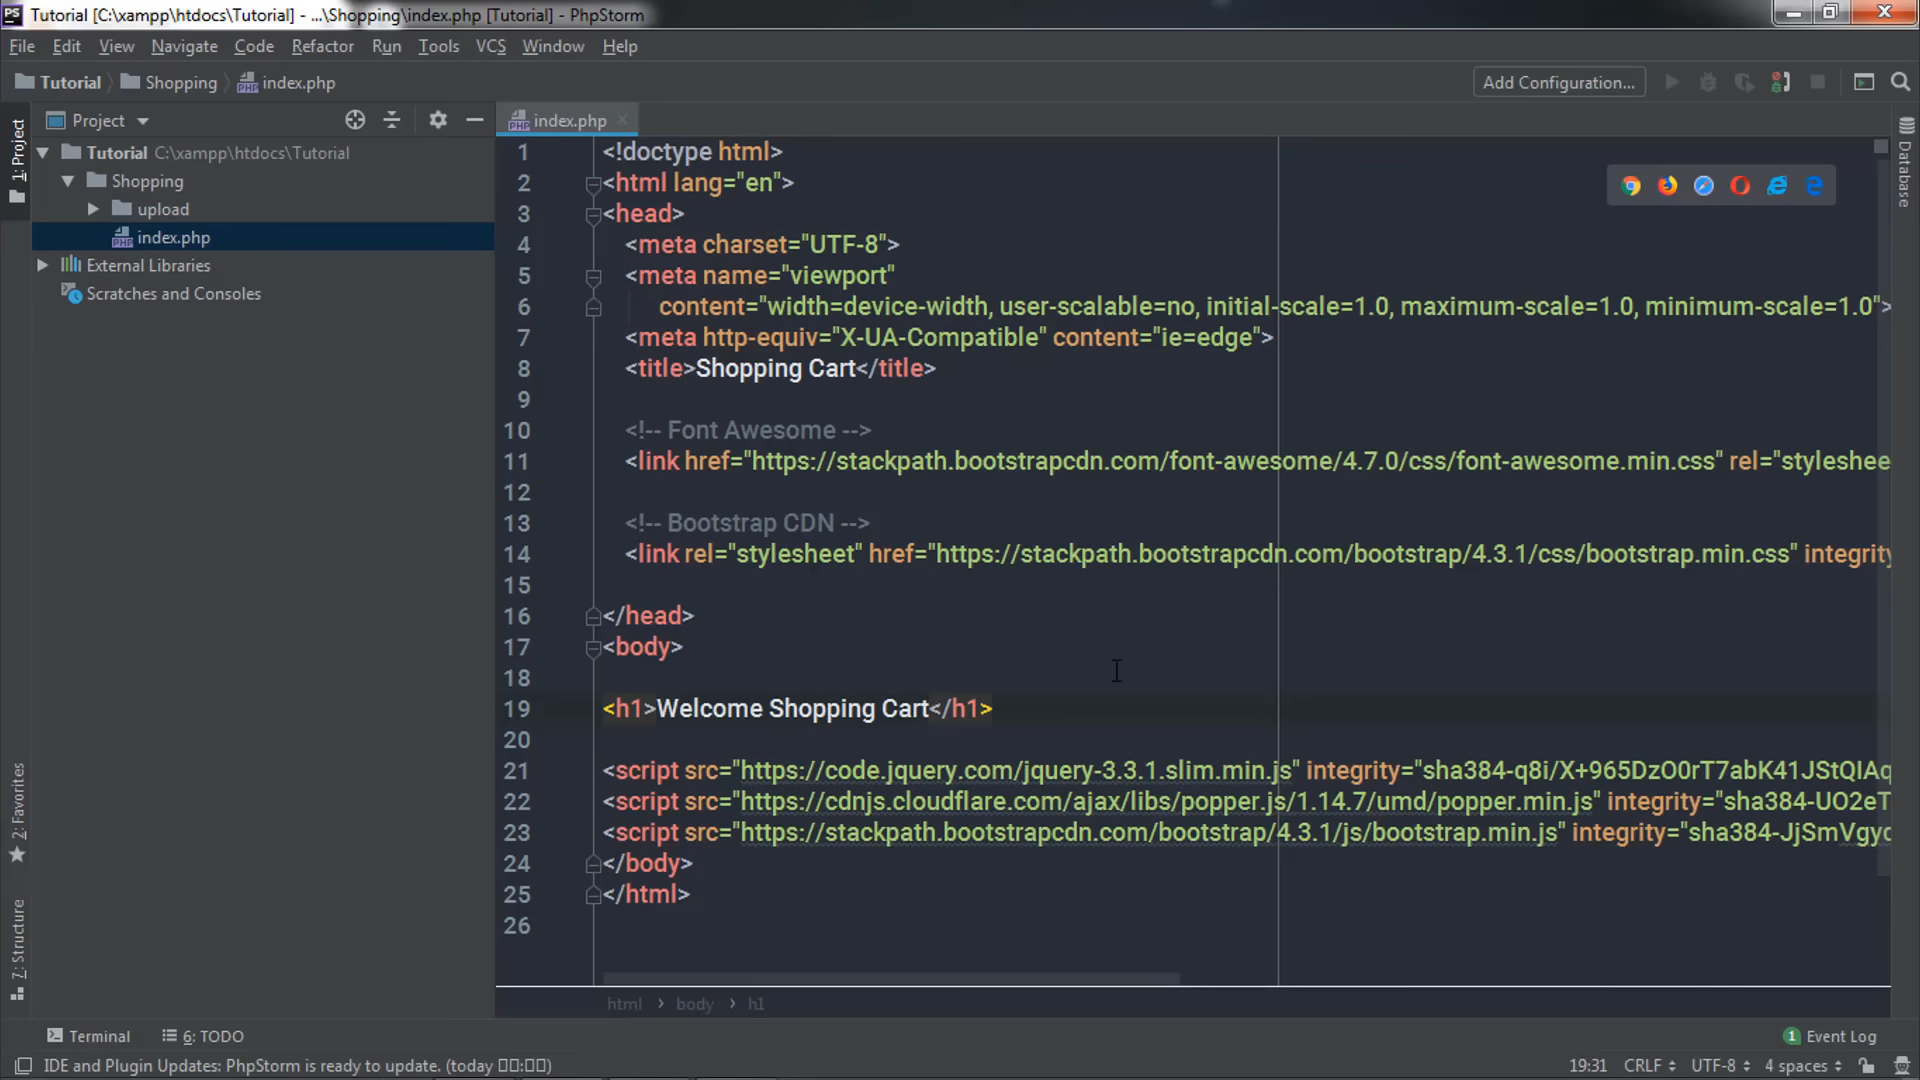 Tutorial [C:\xampp\htdocs\Tutorial] - ...\Shopping\index.php [Tutorial] - PhpStorm
File Edit View Navigate Code Refactor Run Tools VCS Window Help
Tutorial Shopping index.php Add Configuration...
Project index.php
1: Project
Tutorial C:\xampp\htdocs\Tutorial
Shopping
upload
index.php
External Libraries
Scratches and Consoles
2: Favorites
7: Structure
Database
1 <!doctype html>
2 <html lang="en">
3 <head>
4 <meta charset="UTF-8">
5 <meta name="viewport"
6 content="width=device-width, user-scalable=no, initial-scale=1.0, maximum-scale=1.0, minimum-scale=1.0">
7 <meta http-equiv="X-UA-Compatible" content="ie=edge">
8 <title>Shopping Cart</title>
9
10 <!-- Font Awesome -->
11 <link href="https://stackpath.bootstrapcdn.com/font-awesome/4.7.0/css/font-awesome.min.css" rel="styleshee
12
13 <!-- Bootstrap CDN -->
14 <link rel="stylesheet" href="https://stackpath.bootstrapcdn.com/bootstrap/4.3.1/css/bootstrap.min.css" integrity
15
16 </head>
17 <body>
18
19 <h1>Welcome Shopping Cart</h1>
20
21 <script src="https://code.jquery.com/jquery-3.3.1.slim.min.js" integrity="sha384-q8i/X+965DzO0rT7abK41JStQIAq
22 <script src="https://cdnjs.cloudflare.com/ajax/libs/popper.js/1.14.7/umd/popper.min.js" integrity="sha384-UO2eT
23 <script src="https://stackpath.bootstrapcdn.com/bootstrap/4.3.1/js/bootstrap.min.js" integrity="sha384-JjSmVgyd
24 </body>
25 </html>
26
html › body › h1
Terminal 6: TODO 1 Event Log
IDE and Plugin Updates: PhpStorm is ready to update. (today 19:31 CRLF UTF-8 4 spaces